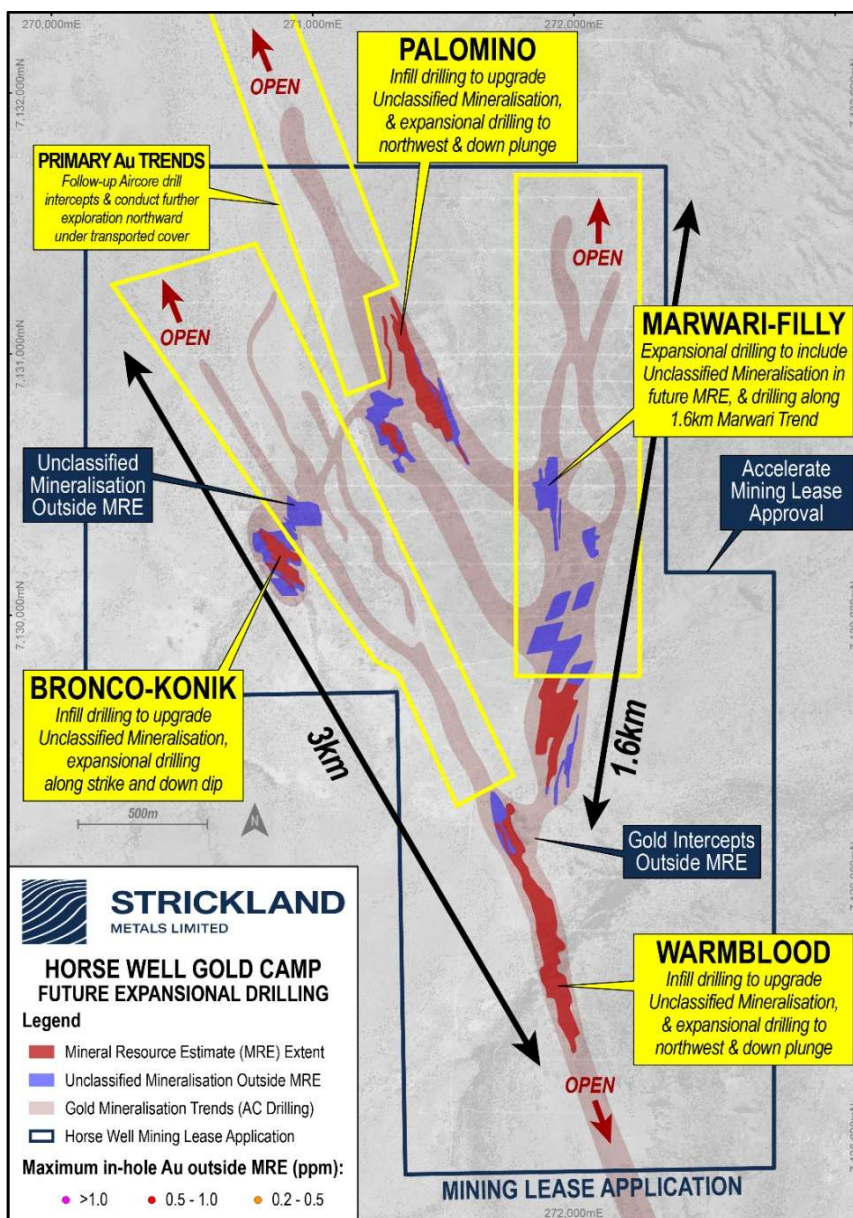 270,000mE
271,000mE
272,000mE
7,132,000mN
OPEN
PALOMINO
Infill drilling to upgrade
Unclassified Mineralisation,
& expansional drilling to
northwest & down plunge
PRIMARY Au TRENDS
Follow-up Aircore drill
intercepts & conduct further
exploration northward
under transported cover
OPEN
OPEN
7,131,000mN
7,131,000mN
MARWARI-FILLY
Expansional drilling to include
Unclassified Mineralisation in
future MRE, & drilling along
1.6km Marwari Trend
Unclassified
Mineralisation
Outside MRE
Accelerate
Mining Lease
Approval
7,130,000mN
BRONCO-KONIK
Infill drilling to upgrade
Unclassified Mineralisation,
expansional drilling
along strike and down dip
3km
1.6km
500m
N
Gold Intercepts
Outside MRE
STRICKLAND
METALS LIMITED
HORSE WELL GOLD CAMP
FUTURE EXPANSIONAL DRILLING
Legend
Mineral Resource Estimate (MRE) Extent
Unclassified Mineralisation Outside MRE
Gold Mineralisation Trends (AC Drilling)
Horse Well Mining Lease Application
Maximum in-hole Au outside MRE (ppm):
>1.0 0.5 - 1.0 0.2 - 0.5
WARMBLOOD
Infill drilling to upgrade
Unclassified Mineralisation,
& expansional drilling to
northwest & down plunge
OPEN
MINING LEASE APPLICATION
272,000mE